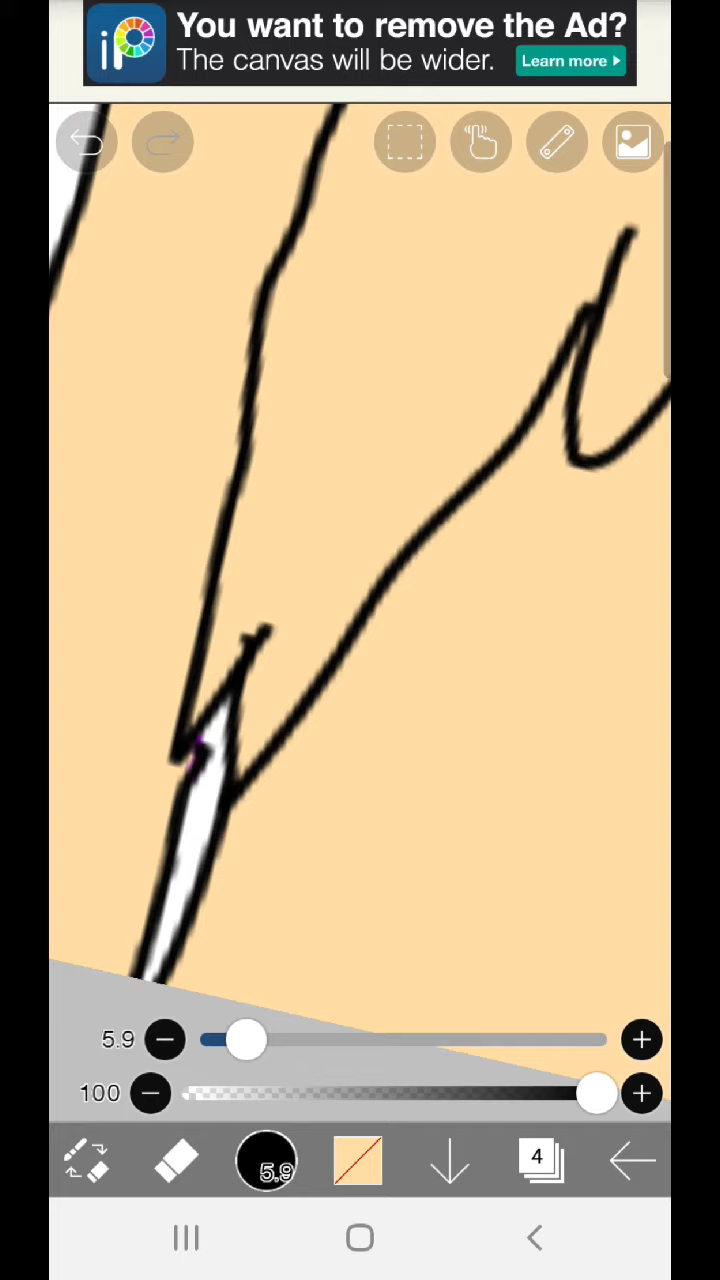 iP
You want to remove the Ad?
The canvas will be wider.
Learn more
5.9
100
5.9
4